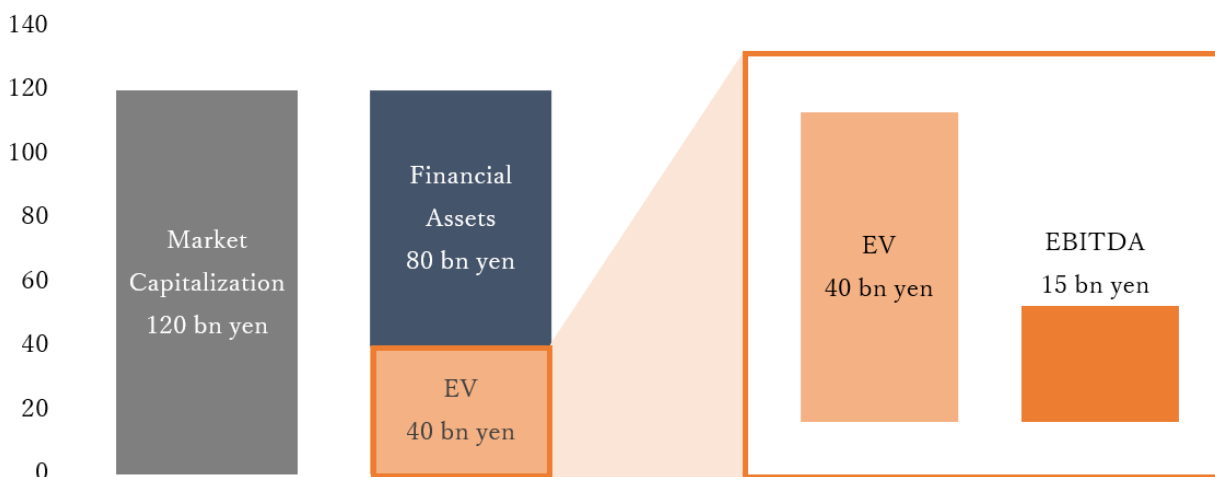 140
120
100
80
60
40
20
0
Market
Capitalization
120 bn yen
Financial
Assets
80 bn yen
EV
40 bn yen
EV
40 bn yen
EBITDA
15 bn yen